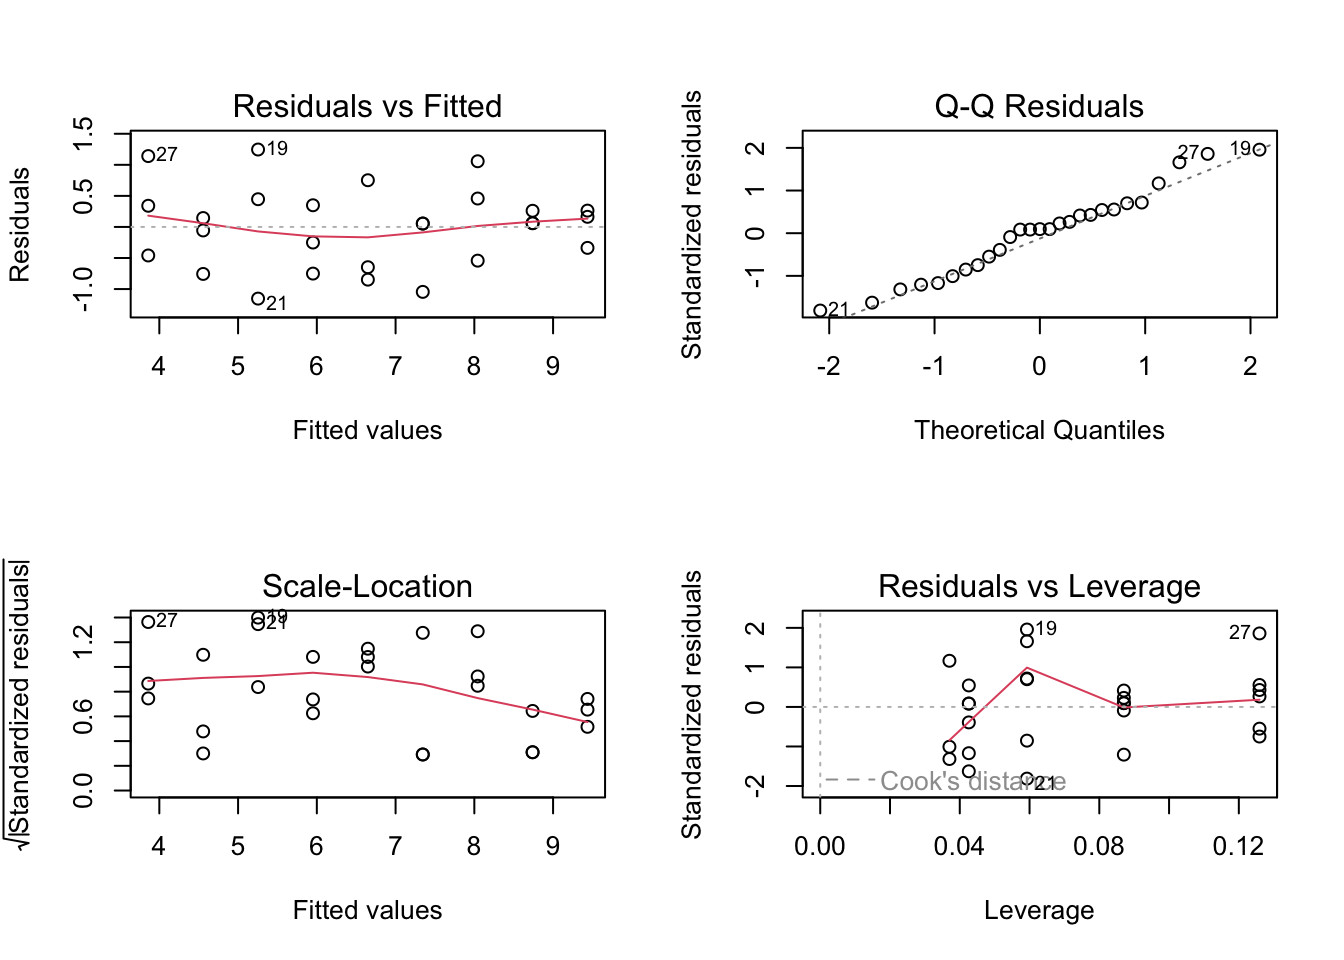 Residuals vs Fitted
Residuals
1.5
0.5
-1.0
27
19
21
4 5 6 7 8 9
Fitted values
Q-Q Residuals
Standardized residuals
2
1
0
-1
21
27
19
-2 -1 0 1 2
Theoretical Quantiles
Scale-Location
√|Standardized residuals|
1.2
0.6
0.0
27
19
21
4 5 6 7 8 9
Fitted values
Residuals vs Leverage
Standardized residuals
2
1
0
-2
19
27
21
Cook's distance
0.00 0.04 0.08 0.12
Leverage